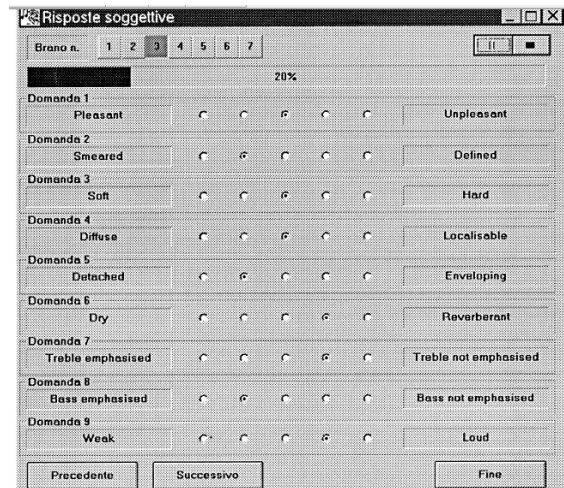 Risposte soggettive
Brano n. 1 2 3 4 5 6 7
20%
Domanda 1
Pleasant Unpleasant
Domanda 2
Smeared Defined
Domanda 3
Soft Hard
Domanda 4
Diffuse Localisable
Domanda 5
Detached Enveloping
Domanda 6
Dry Reverberant
Domanda 7
Treble emphasised Treble not emphasised
Domanda 8
Bass emphasised Bass not emphasised
Domanda 9
Weak Loud
Precedente Successivo Fine